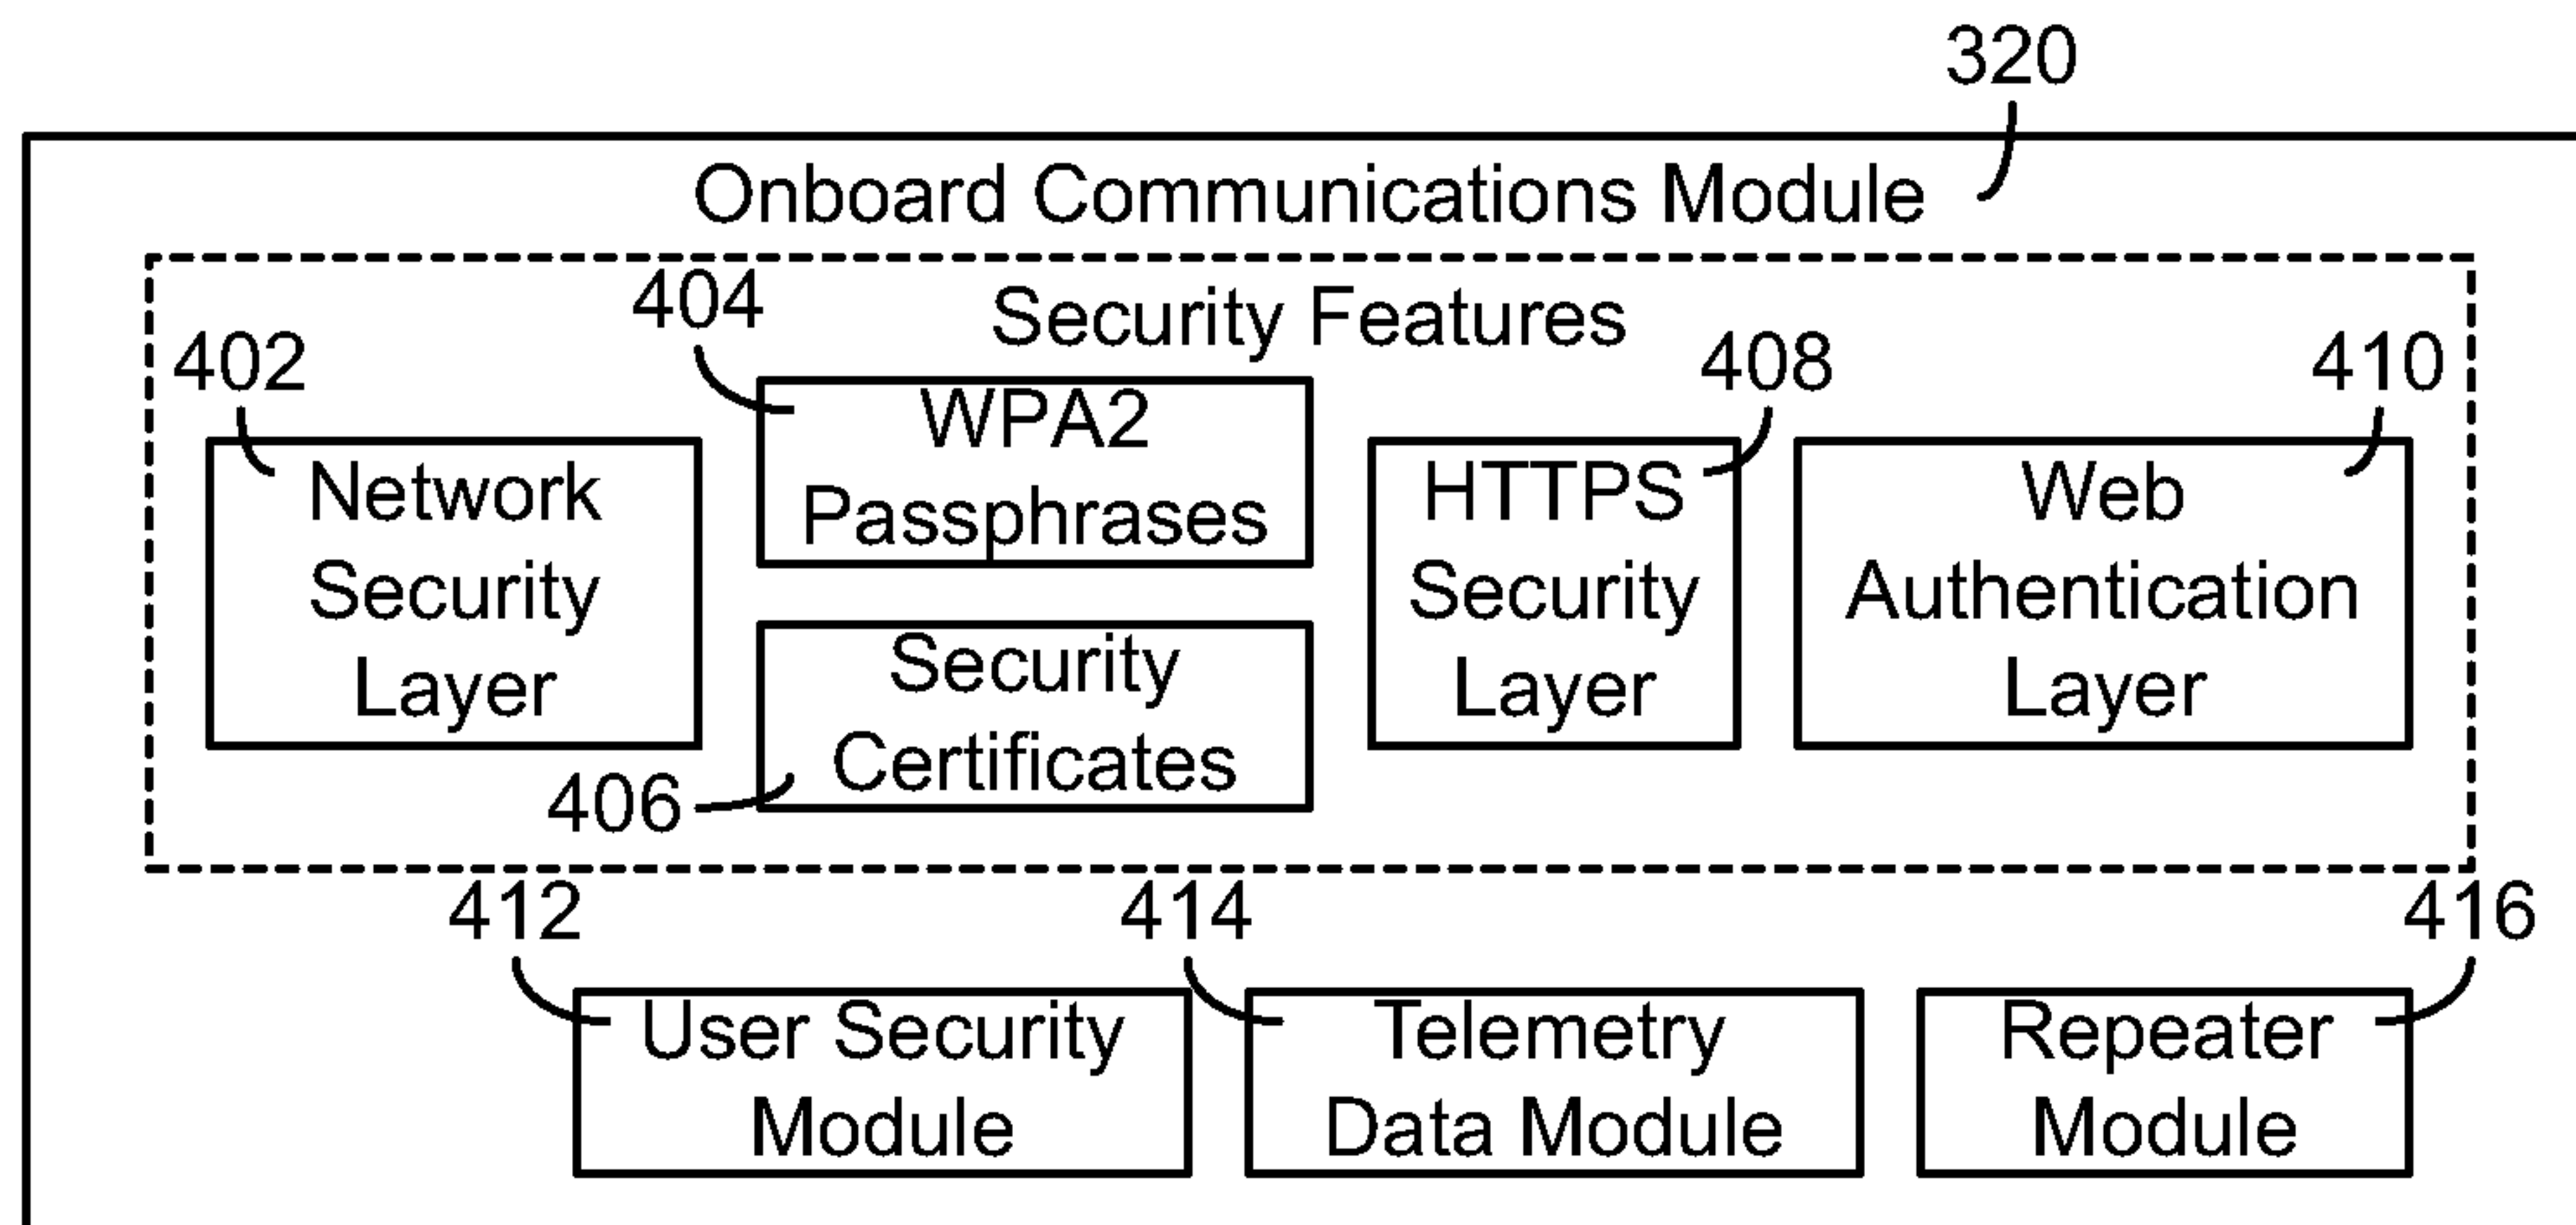 320
Onboard Communications Module
Security Features
402
Network
Security
Layer
404
WPA2
Passphrases
406
Security
Certificates
408
HTTPS
Security
Layer
410
Web
Authentication
Layer
412
User Security
Module
414
Telemetry
Data Module
416
Repeater
Module